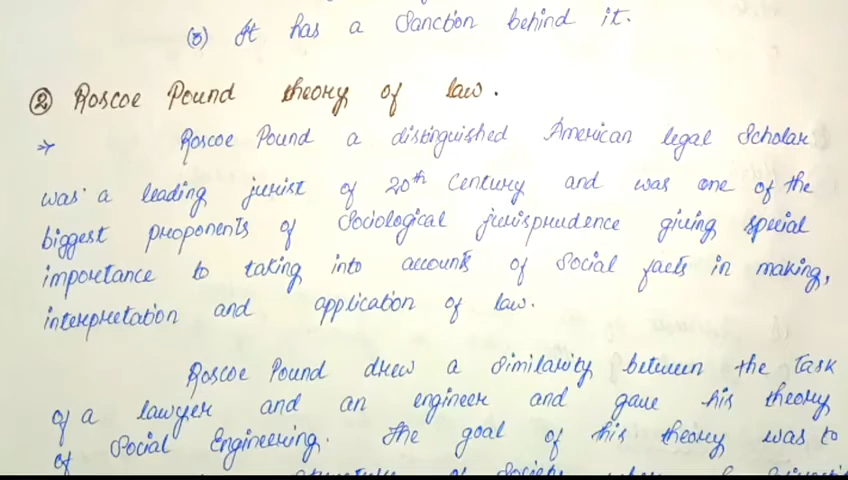 (3) It has a Sanction behind it.
② Roscoe Pound theory of law.
→ Roscoe Pound a distinguished American legal Scholar
was a leading jurist of 20th Century and was one of the
biggest proponents of Sociological jurisprudence giving special
importance to taking into accounts of Social facts in making,
interpretation and application of law.
Roscoe Pound drew a Similarity between the Task
of a lawyer and an engineer and gave his theory
of Social Engineering. The goal of his theory was to
of Society